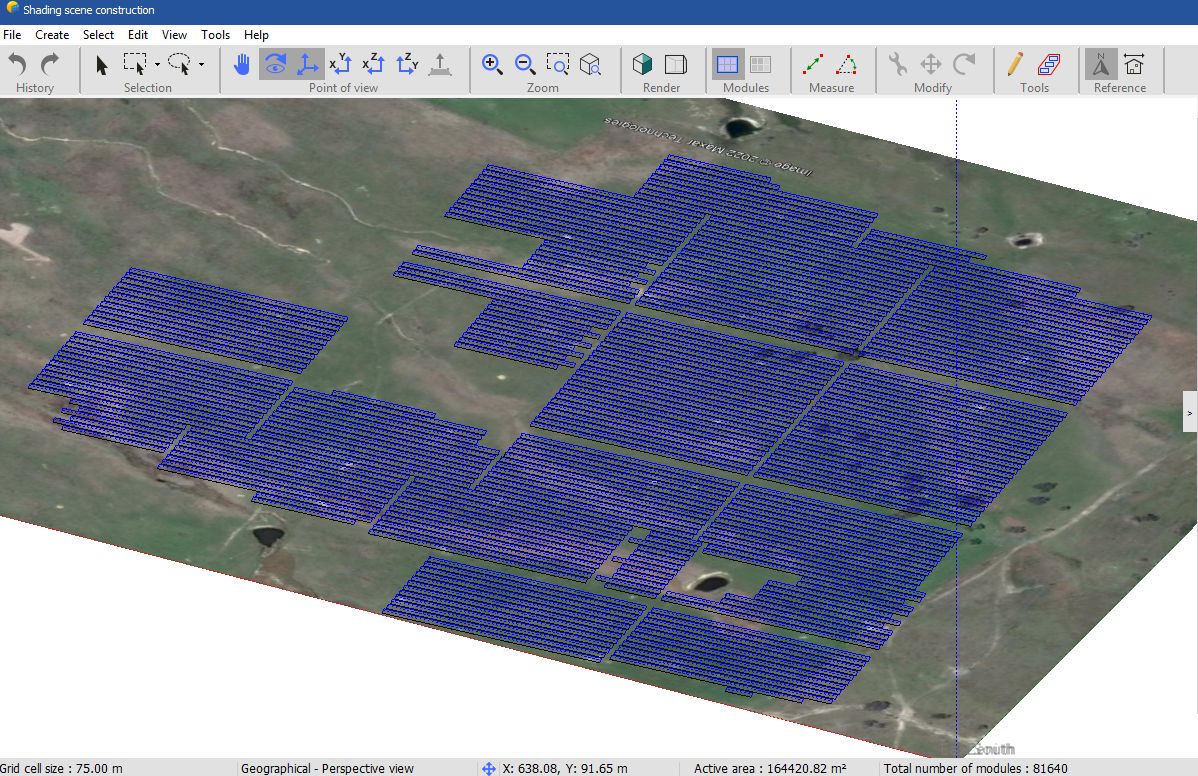 Shading scene construction
File Create Select Edit View Tools Help
X Y X Z Z Y
N
History Selection Point of view Zoom Render Modules Measure Modify Tools Reference
Image © 2022 Maxar Technologies
>
Zenith
Grid cell size : 75.00 m Geographical - Perspective view X: 638.08, Y: 91.65 m Active area : 164420.82 m² Total number of modules : 81640